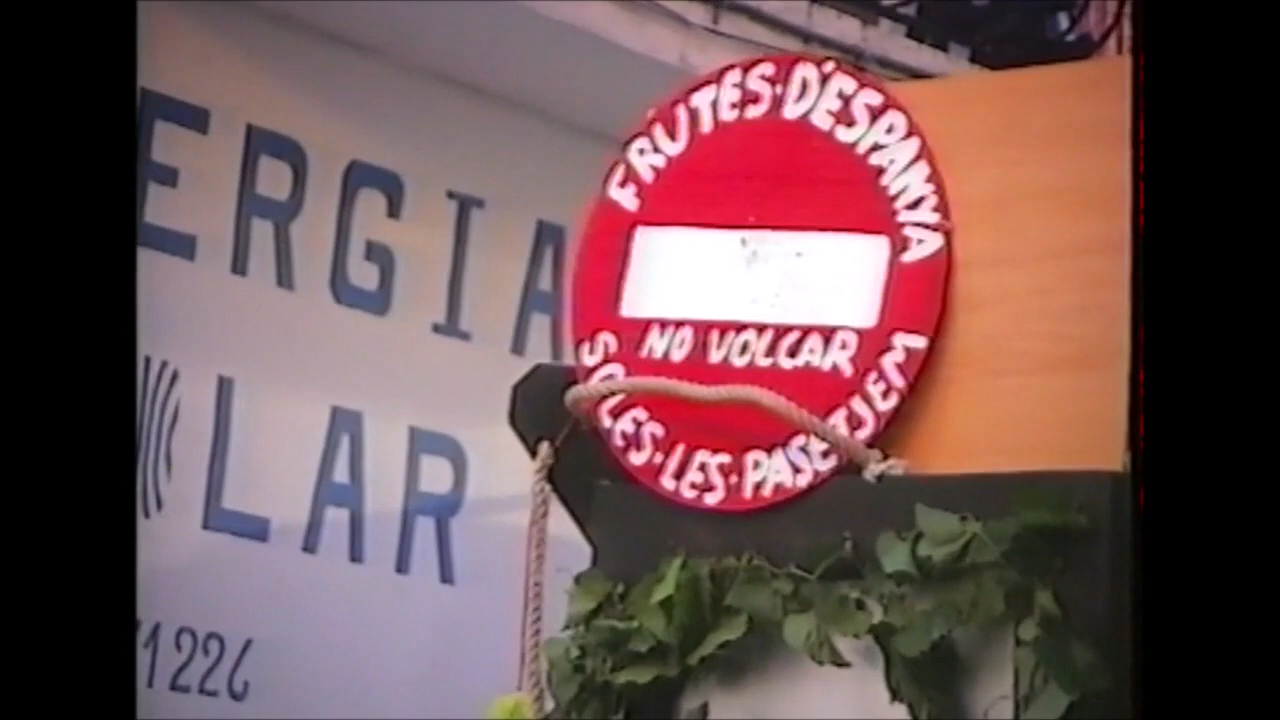 ERGIA
LAR
1226
FRUTES·D'ESPANYA
NO VOLCAR
SOLES·LES·PASETJEM